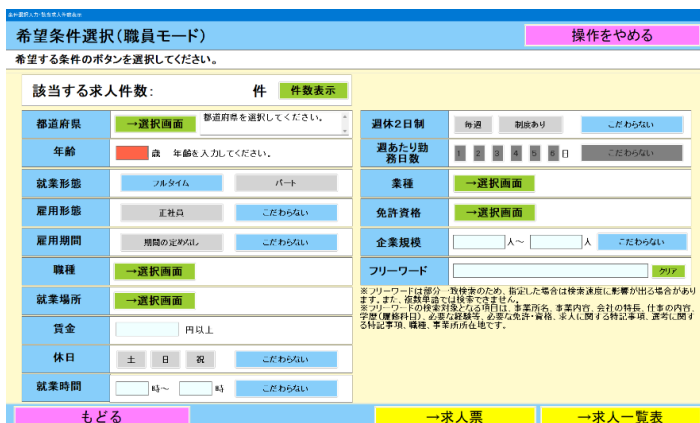 条件選択入力・該当求人件数表示
希望条件選択(職員モード)
操作をやめる
希望する条件のボタンを選択してください。
該当する求人件数: 件 件数表示
都道府県 →選択画面 都道府県を選択してください。
年齢 歳 年齢を入力してください。
就業形態 フルタイム パート
雇用形態 正社員 こだわらない
雇用期間 期間の定めなし こだわらない
職種 →選択画面
就業場所 →選択画面
賃金 円以上
休日 土 日 祝 こだわらない
就業時間 時〜 時 こだわらない
週休2日制 毎週 制度あり こだわらない
週あたり勤
務日数 1 2 3 4 5 6 日 こだわらない
業種 →選択画面
免許資格 →選択画面
企業規模 人〜 人 こだわらない
フリーワード クリア
※フリーワードは部分一致検索のため、指定した場合は検索速度に影響が出る場合があり
ます。また、複数単語では検索できません。
※フリーワードの検索対象となる項目は、事業所名、事業内容、会社の特長、仕事の内容、
学歴(履修科目)、必要な経験等、必要な免許・資格、求人に関する特記事項、選考に関す
る特記事項、職種、事業所所在地です。
もどる
→求人票
→求人一覧表